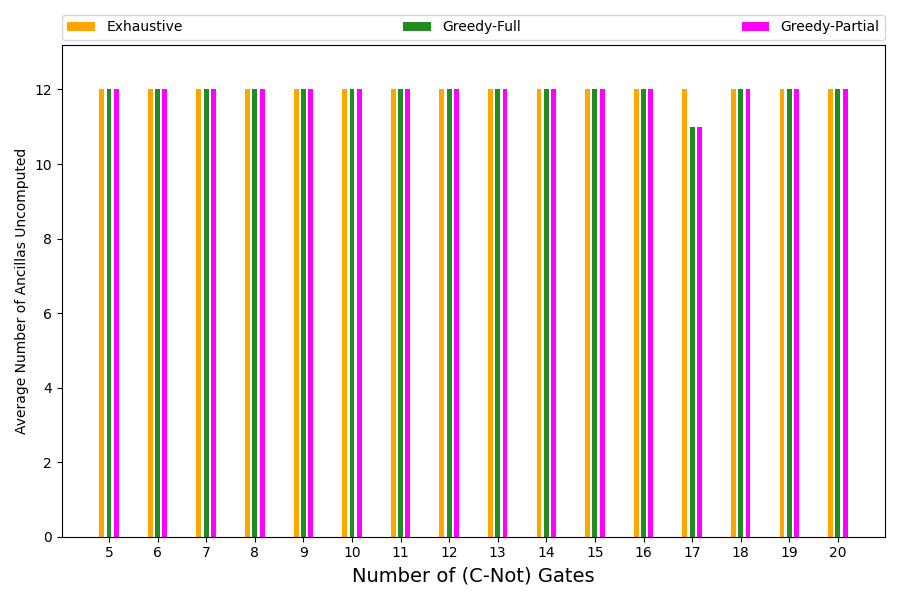 Exhaustive Greedy-Full Greedy-Partial
12
10
8
6
4
2
0
Average Number of Ancillas Uncomputed
5 6 7 8 9 10 11 12 13 14 15 16 17 18 19 20
Number of (C-Not) Gates